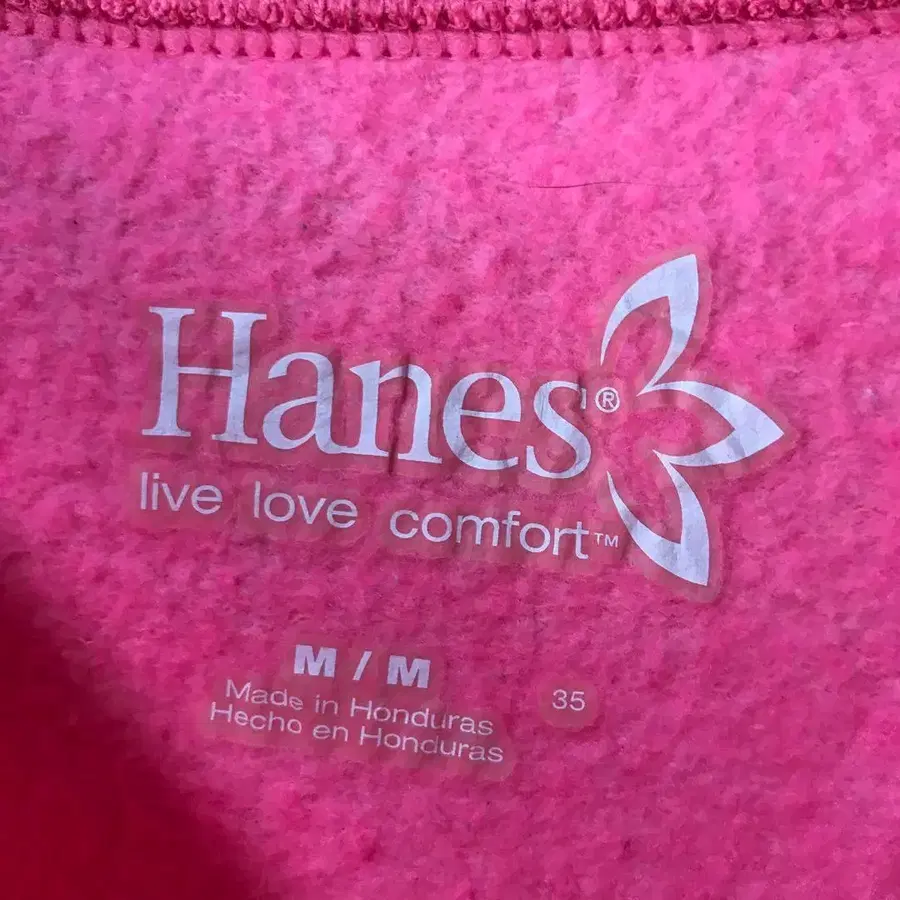 Hanes®
live love comfort™
M / M
Made in Honduras
Hecho en Honduras
35